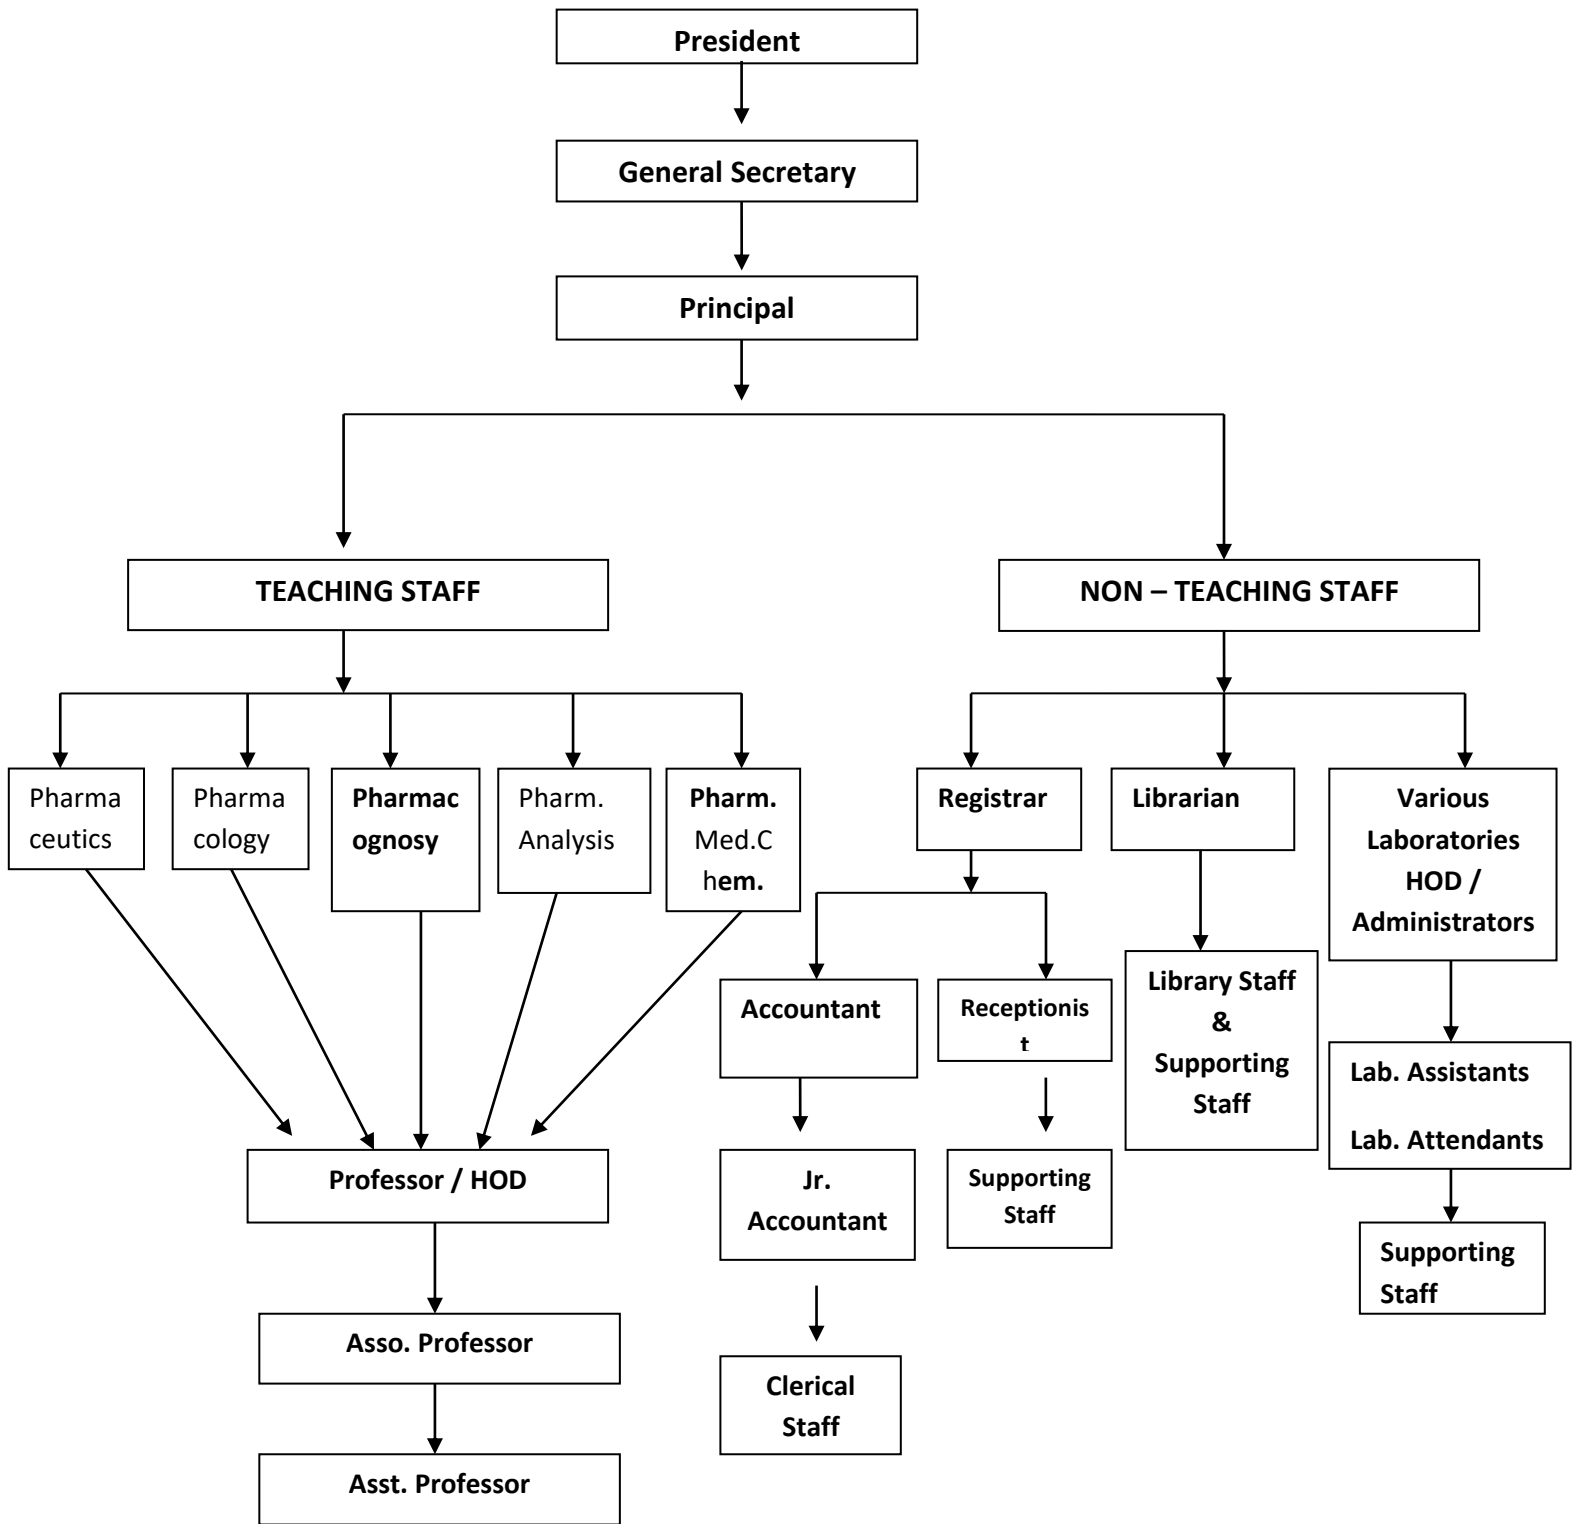 President
General Secretary
Principal
TEACHING STAFF
NON – TEACHING STAFF
Pharma
ceutics
Pharma
cology
Pharmac
ognosy
Pharm.
Analysis
Pharm.
Med.C
hem.
Registrar
Librarian
Various
Laboratories
HOD /
Administrators
Accountant
Receptionis
t
Library Staff
&
Supporting
Staff
Lab. Assistants
Lab. Attendants
Professor / HOD
Jr.
Accountant
Supporting
Staff
Supporting
Staff
Asso. Professor
Clerical
Staff
Asst. Professor